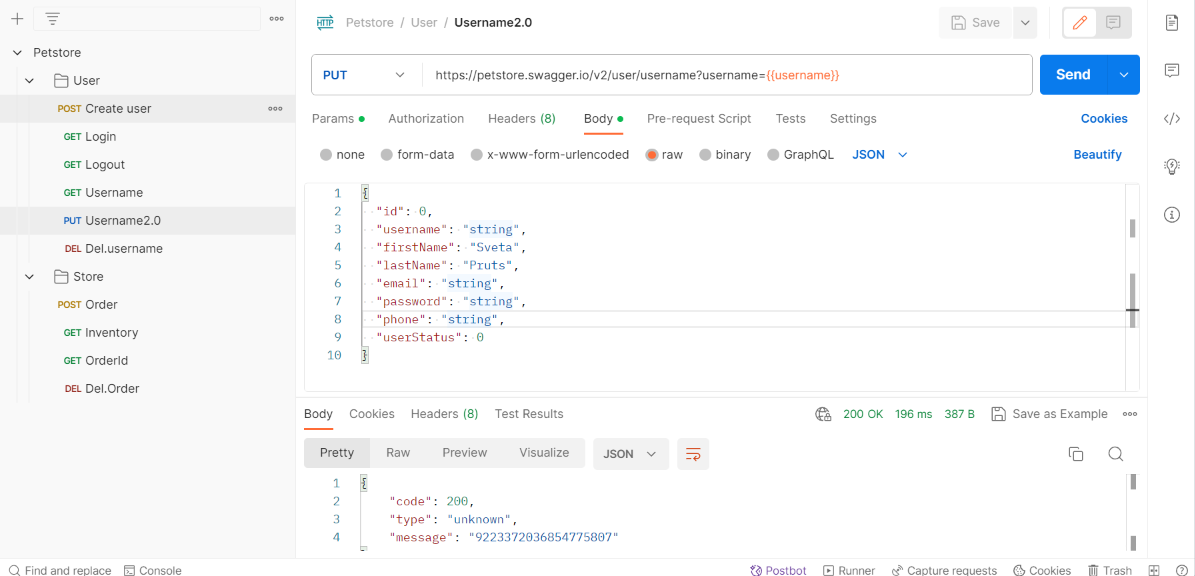 Petstore / User / Username2.0
Save
Petstore
User
POST Create user
GET Login
GET Logout
GET Username
PUT Username2.0
DEL Del.username
Store
POST Order
GET Inventory
GET OrderId
DEL Del.Order
PUT https://petstore.swagger.io/v2/user/username?username={{username}} Send
Params Authorization Headers (8) Body Pre-request Script Tests Settings Cookies
none form-data x-www-form-urlencoded raw binary GraphQL JSON Beautify
1 {
2 "id": 0,
3 "username": "string",
4 "firstName": "Sveta",
5 "lastName": "Pruts",
6 "email": "string",
7 "password": "string",
8 "phone": "string",
9 "userStatus": 0
10 }
Body Cookies Headers (8) Test Results 200 OK 196 ms 387 B Save as Example
Pretty Raw Preview Visualize JSON
1 {
2 "code": 200,
3 "type": "unknown",
4 "message": "9223372036854775807"
Find and replace Console Postbot Runner Capture requests Cookies Trash